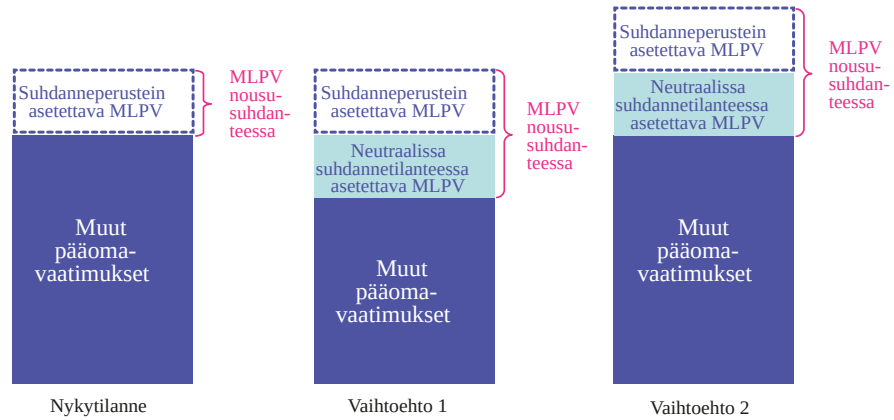 Suhdanneperustein
asetettava MLPV
MLPV
nousu-
suhdan-
teessa
Muut
pääoma-
vaatimukset
Nykytilanne
Suhdanneperustein
asetettava MLPV
Neutraalissa
suhdannetilanteessa
asetettava MLPV
MLPV
nousu-
suhdan-
teessa
Muut
pääoma-
vaatimukset
Vaihtoehto 1
Suhdanneperustein
asetettava MLPV
Neutraalissa
suhdannetilanteessa
asetettava MLPV
MLPV
nousu-
suhdan-
teessa
Muut
pääoma-
vaatimukset
Vaihtoehto 2